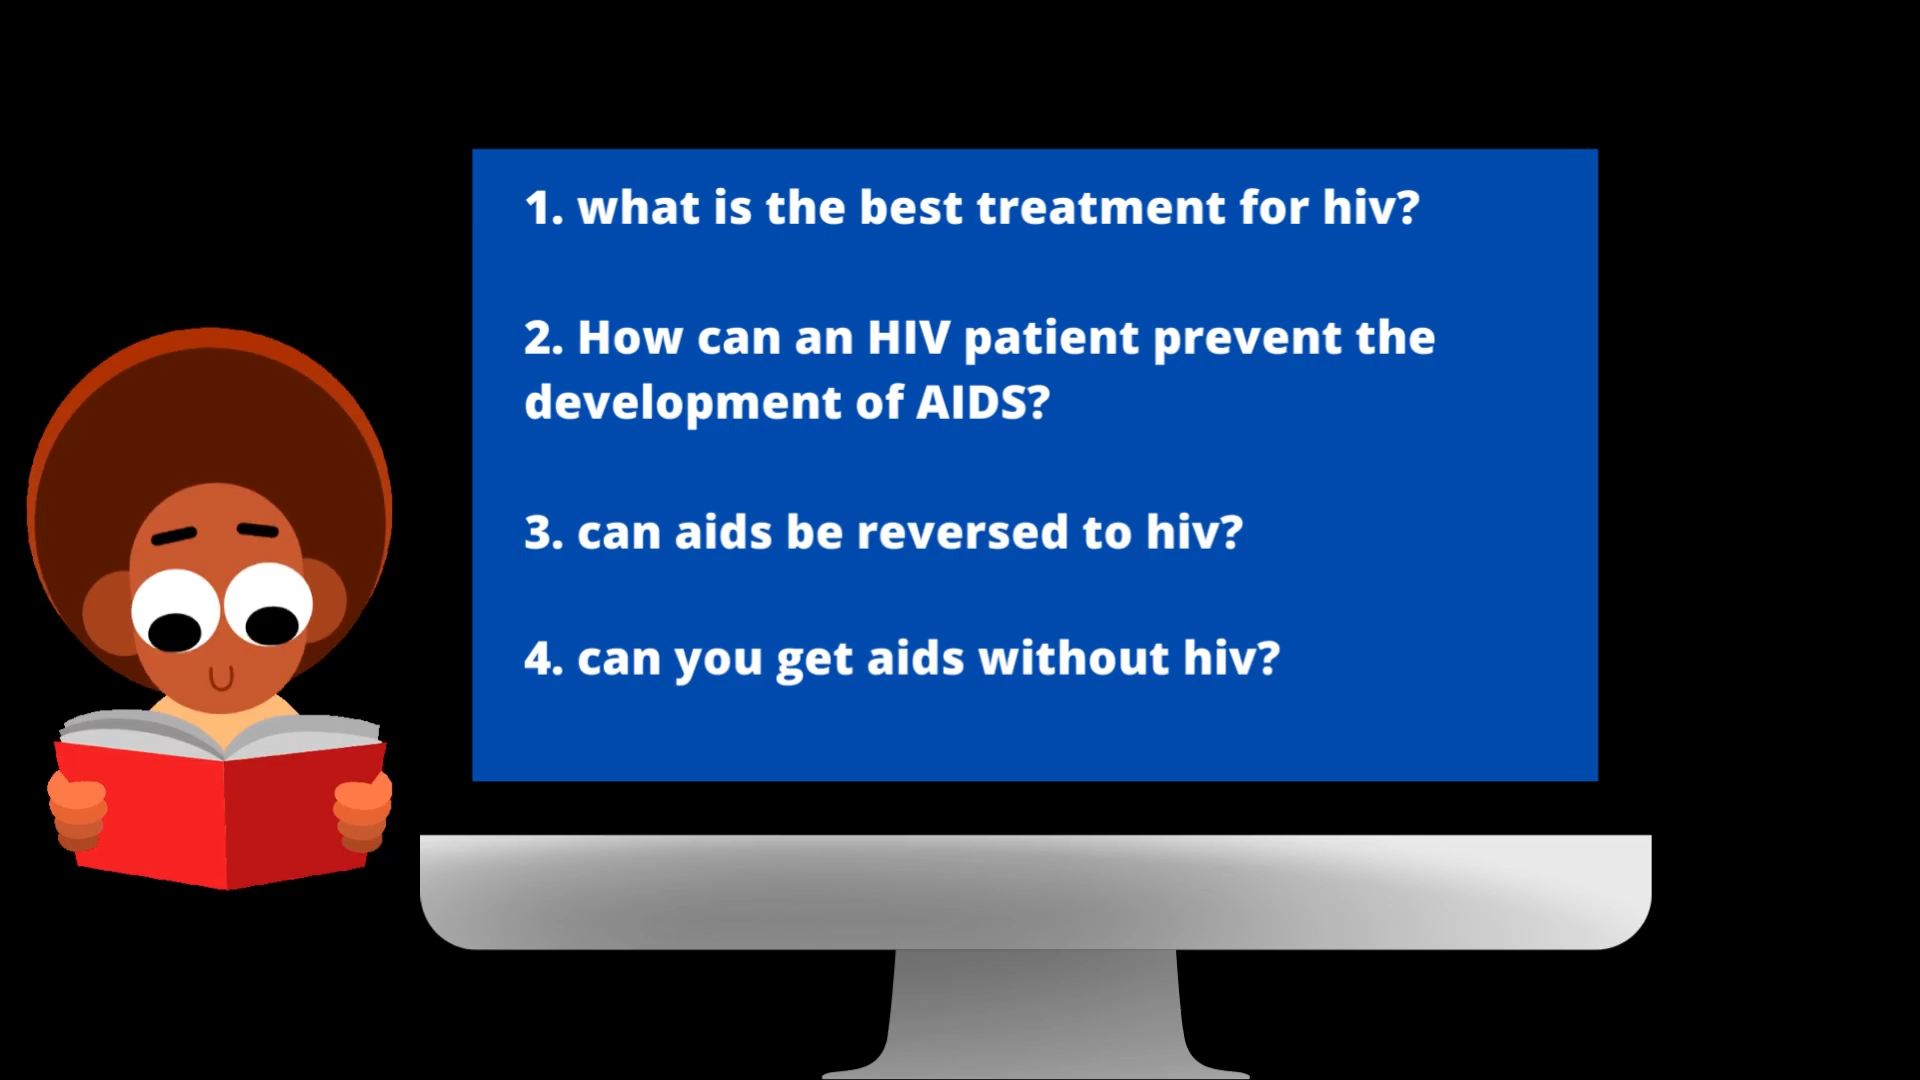 1. what is the best treatment for hiv?
2. How can an HIV patient prevent the
development of AIDS?
3. can aids be reversed to hiv?
4. can you get aids without hiv?